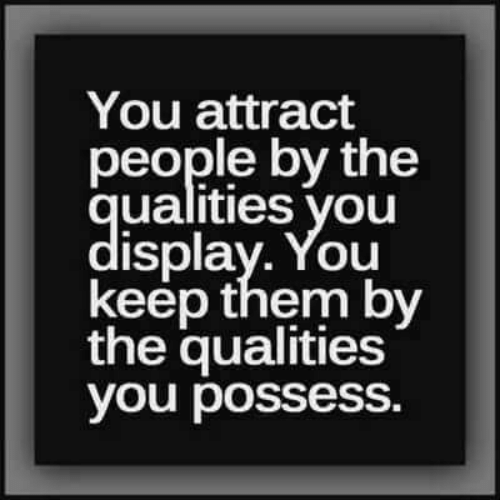 You attract
people by the
qualities you
display. You
keep them by
the qualities
you possess.